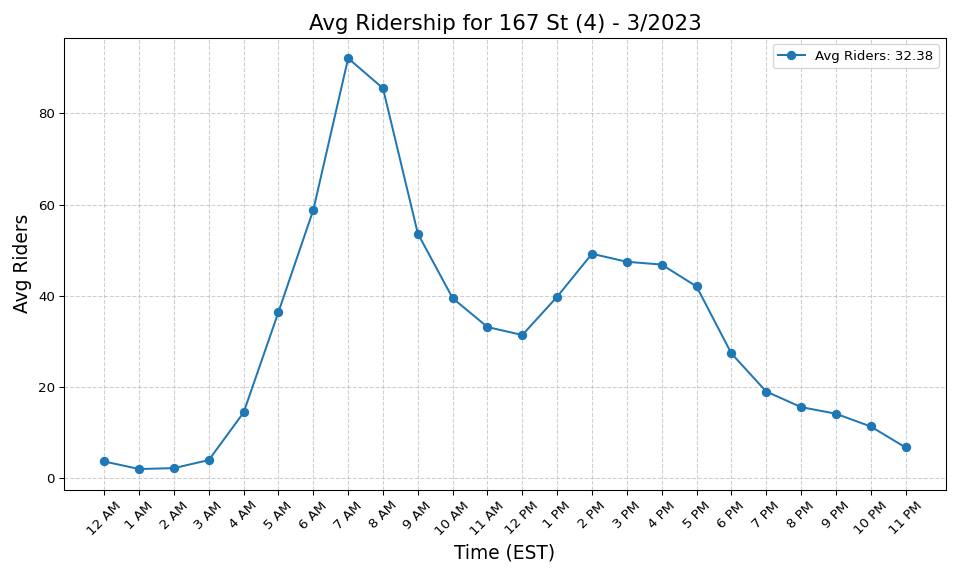 Avg Ridership for 167 St (4) - 3/2023
Avg Riders: 32.38
Avg Riders
80
60
40
20
0
12 AM
1 AM
2 AM
3 AM
4 AM
5 AM
6 AM
7 AM
8 AM
9 AM
10 AM
11 AM
12 PM
1 PM
2 PM
3 PM
4 PM
5 PM
6 PM
7 PM
8 PM
9 PM
10 PM
11 PM
Time (EST)